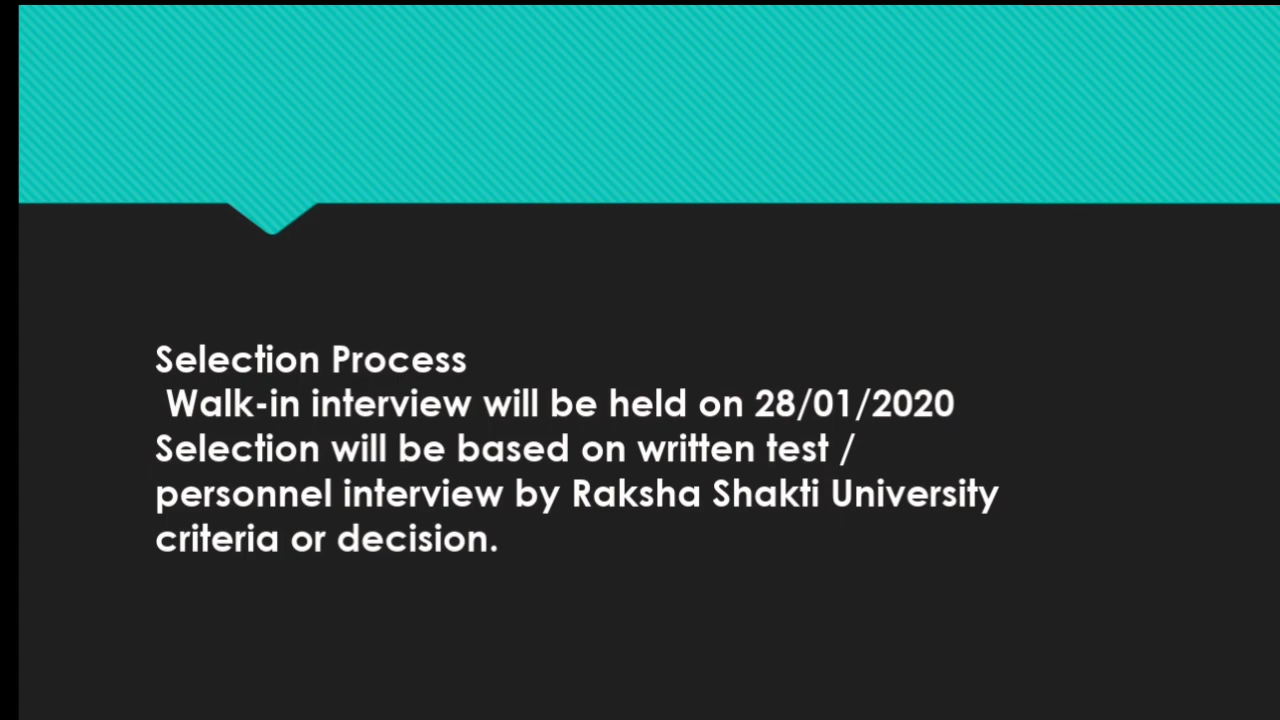 Selection Process
Walk-in interview will be held on 28/01/2020
Selection will be based on written test /
personnel interview by Raksha Shakti University
criteria or decision.